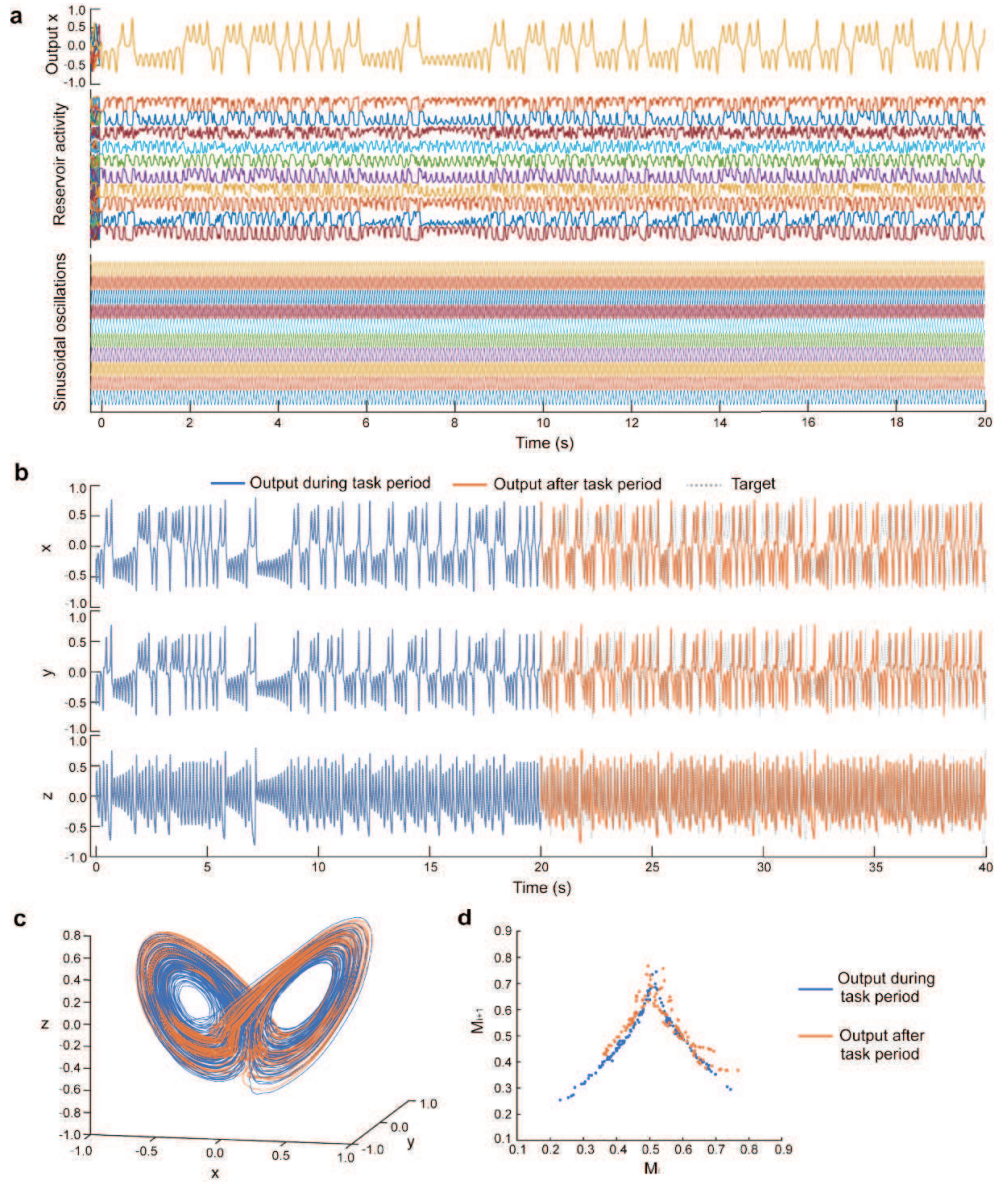 a
Output x
1.0
0.5
0.0
-0.5
-1.0
Reservoir activity
Sinusoidal oscillations
0 2 4 6 8 10 12 14 16 18 20
Time (s)
b
Output during task period Output after task period Target
x
1.0
0.5
0.0
-0.5
-1.0
y
1.0
0.5
0.0
-0.5
-1.0
z
1.0
0.5
0.0
-0.5
-1.0
0 5 10 15 20 25 30 35 40
Time (s)
c
z
0.8
0.6
0.4
0.2
0.0
-0.2
-0.4
-0.6
-0.8
-1.0
-1.0 -0.5 0.0 0.5 1.0
x
-1.0 0.0 1.0
y
d
Mi+1
0.9
0.8
0.7
0.6
0.5
0.4
0.3
0.2
0.1
0.1 0.2 0.3 0.4 0.5 0.6 0.7 0.8 0.9
Mi
Output during
task period
Output after
task period